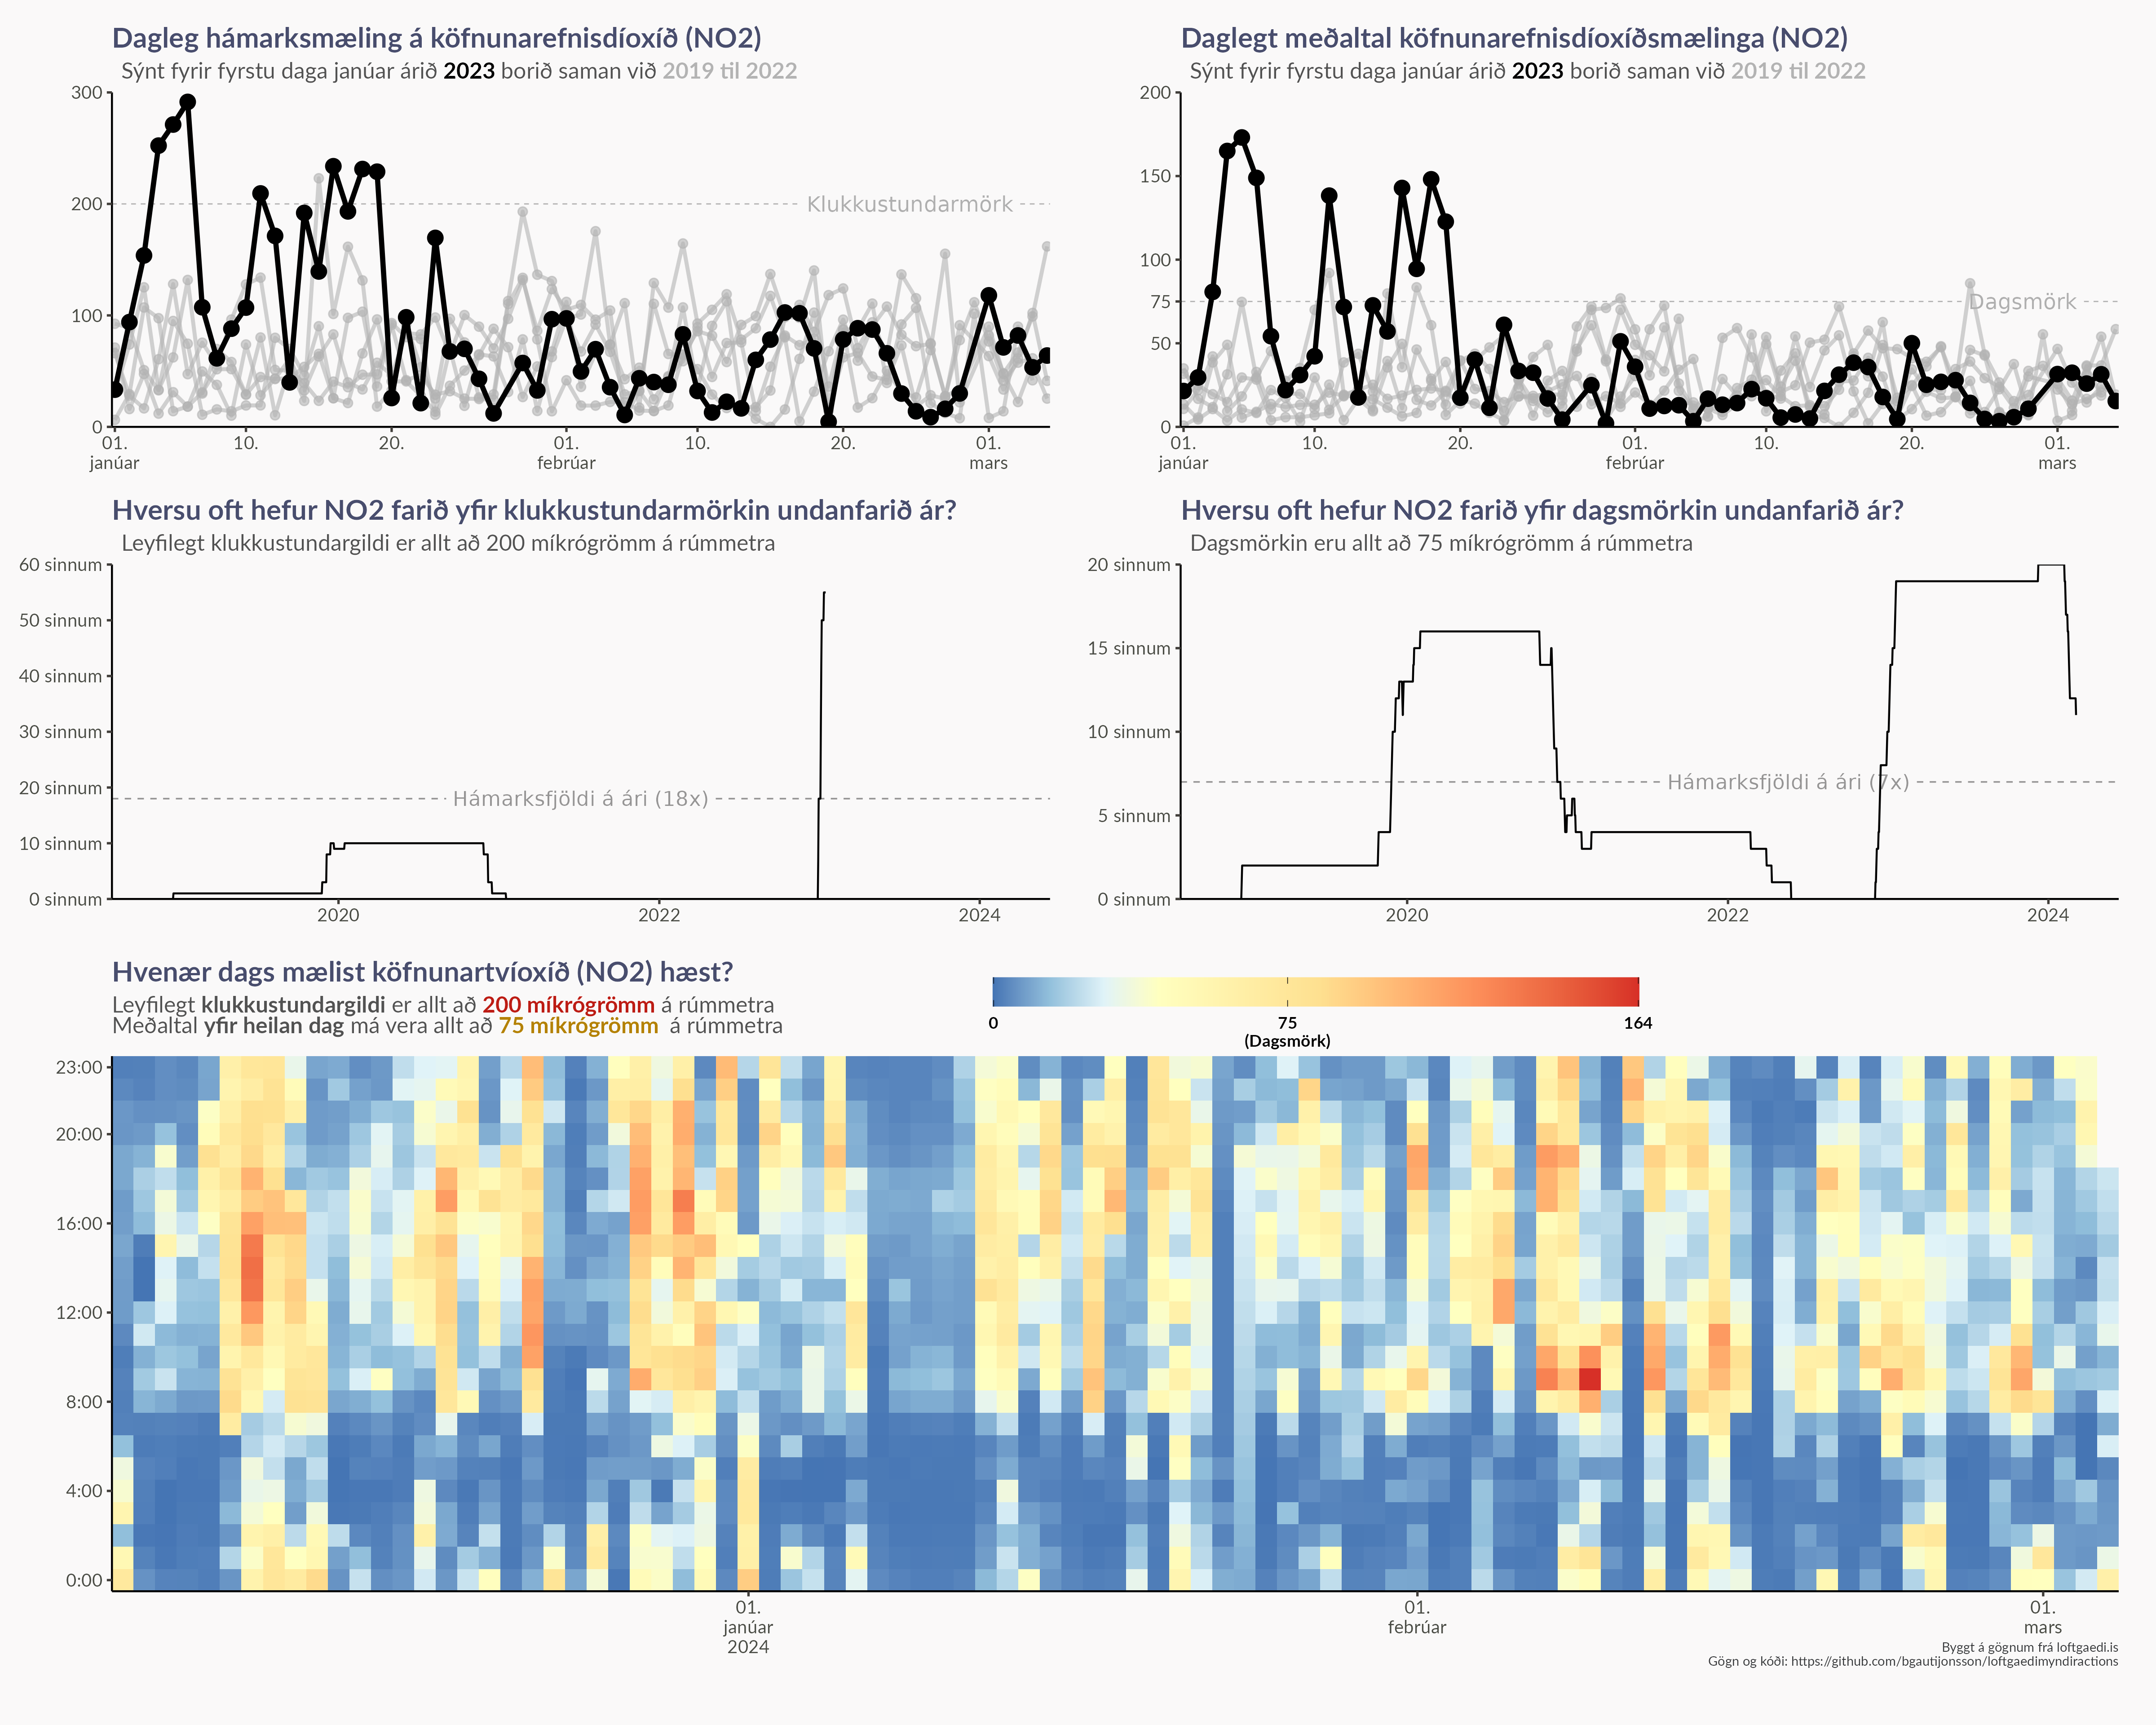 Dagleg hámarksmæling á köfnunarefnisdíoxíð (NO2)
Sýnt fyrir fyrstu daga janúar árið 2023 borið saman við 2019 til 2022
300
200
100
0
Klukkustundarmörk
01.
janúar
10.
20.
01.
febrúar
10.
20.
01.
mars
Daglegt meðaltal köfnunarefnisdíoxíðsmælinga (NO2)
Sýnt fyrir fyrstu daga janúar árið 2023 borið saman við 2019 til 2022
200
150
100
75
50
0
Dagsmörk
01.
janúar
10.
20.
01.
febrúar
10.
20.
01.
mars
Hversu oft hefur NO2 farið yfir klukkustundarmörkin undanfarið ár?
Leyfilegt klukkustundargildi er allt að 200 míkrógrömm á rúmmetra
60 sinnum
50 sinnum
40 sinnum
30 sinnum
20 sinnum
10 sinnum
0 sinnum
Hámarksfjöldi á ári (18x)
2020
2022
2024
Hversu oft hefur NO2 farið yfir dagsmörkin undanfarið ár?
Dagsmörkin eru allt að 75 míkrógrömm á rúmmetra
20 sinnum
15 sinnum
10 sinnum
5 sinnum
0 sinnum
Hámarksfjöldi á ári (7x)
2020
2022
2024
Hvenær dags mælist köfnunartvíoxíð (NO2) hæst?
Leyfilegt klukkustundargildi er allt að 200 míkrógrömm á rúmmetra
Meðaltal yfir heilan dag má vera allt að 75 míkrógrömm á rúmmetra
0
75
(Dagsmörk)
164
23:00
20:00
16:00
12:00
8:00
4:00
0:00
01.
janúar
2024
01.
febrúar
01.
mars
Byggt á gögnum frá loftgaedi.is
Gögn og kóði: https://github.com/bgautijonsson/loftgaedimyndiractions